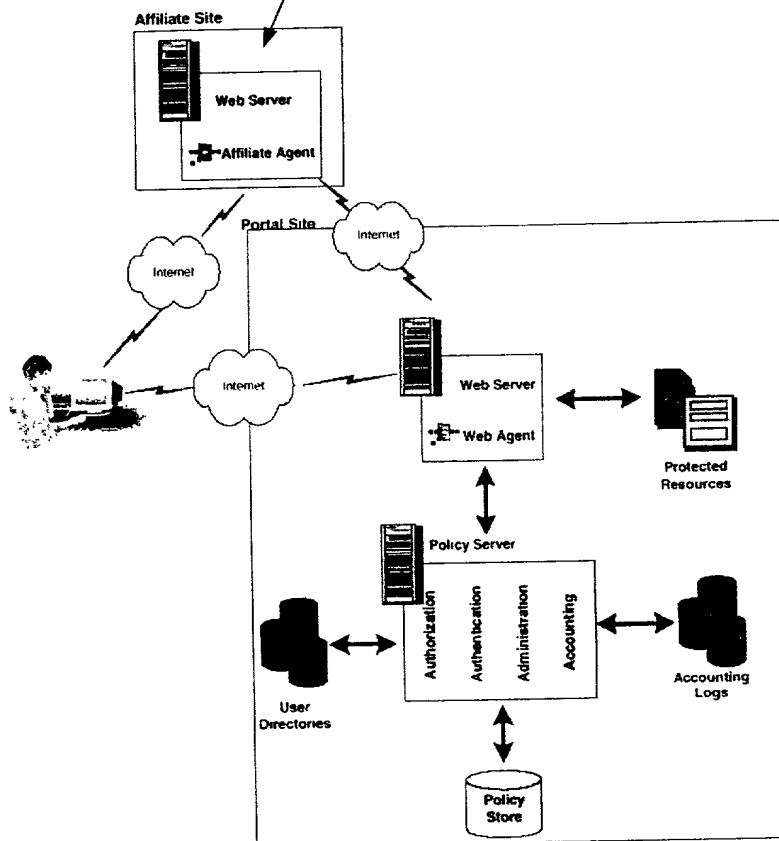 Affiliate Site
Web Server
Affiliate Agent
Portal Site
Internet
Internet
Internet
Web Server
Web Agent
Protected
Resources
Policy Server
Authorization
Authentication
Administration
Accounting
User
Directories
Accounting
Logs
Policy
Store